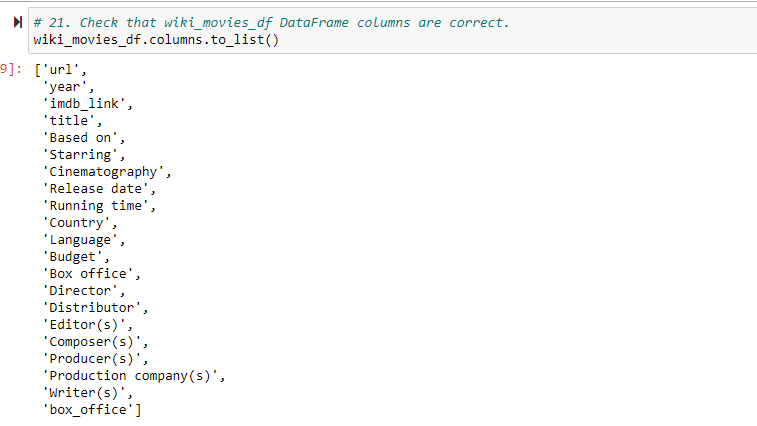 # 21. Check that wiki_movies_df DataFrame columns are correct.
wiki_movies_df.columns.to_list()
9]: ['url',
'year',
'imdb_link',
'title',
'Based on',
'Starring',
'Cinematography',
'Release date',
'Running time',
'Country',
'Language',
'Budget',
'Box office',
'Director',
'Distributor',
'Editor(s)',
'Composer(s)',
'Producer(s)',
'Production company(s)',
'Writer(s)',
'box_office']